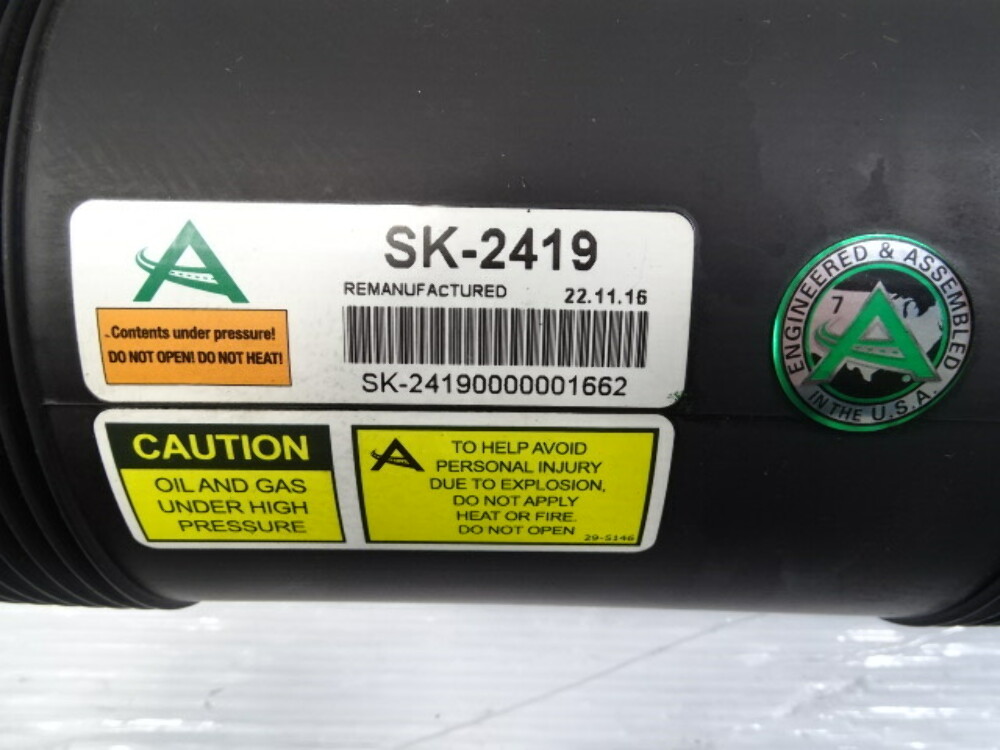 SK-2419
REMANUFACTURED 22.11.16
Contents under pressure!
DO NOT OPEN! DO NOT HEAT!
SK-24190000001662
CAUTION
OIL AND GAS
UNDER HIGH
PRESSURE
TO HELP AVOID
PERSONAL INJURY
DUE TO EXPLOSION,
DO NOT APPLY
HEAT OR FIRE.
DO NOT OPEN
29-5146
ENGINEERED & ASSEMBLED
IN THE U.S.A.
7